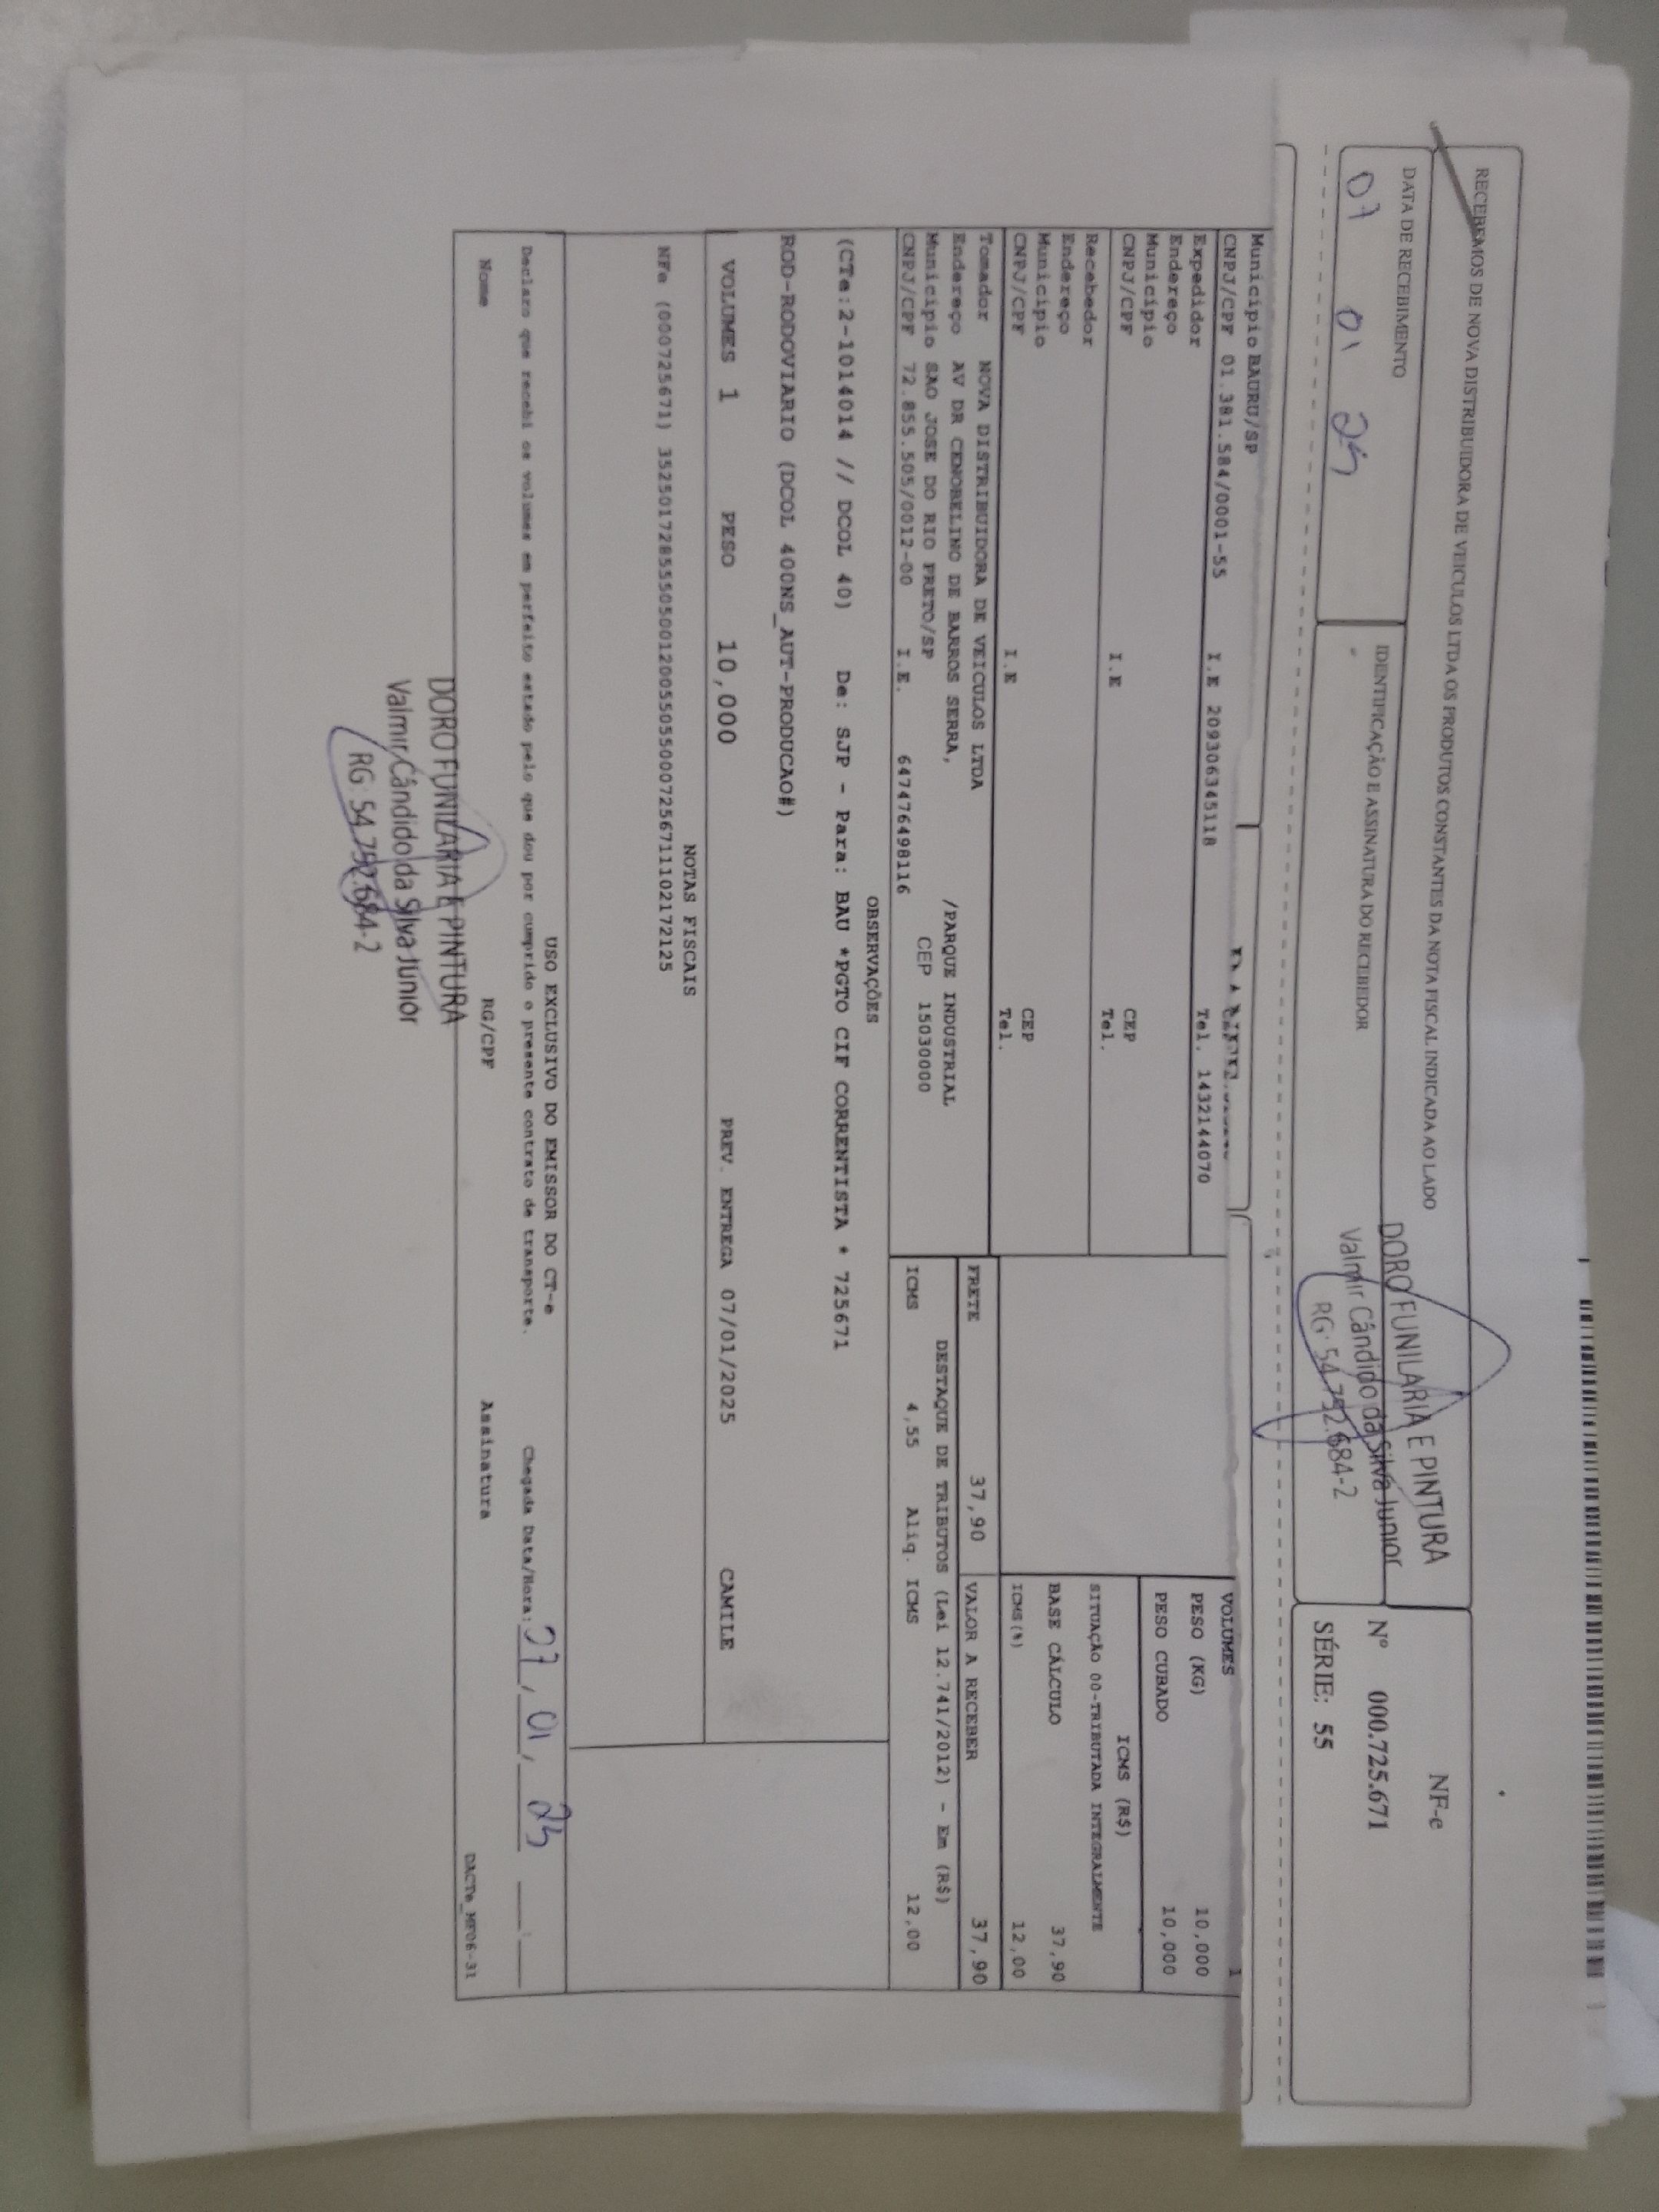 RECEBEMOS DE NOVA DISTRIBUIDORA DE VEICULOS LTDA OS PRODUTOS CONSTANTES DA NOTA FISCAL INDICADA AO LADO
DATA DE RECEBIMENTO
07 01 25
IDENTIFICAÇÃO E ASSINATURA DO RECEBEDOR
DORO FUNILARIA E PINTURA
Valmir Cândido da Silva Junior
RG: 54.752.684-2
NF-e
Nº 000.725.671
SÉRIE: 55
Município BAURU/SP
CNPJ/CPF 01.381.584/0001-55 I.E 209306345118 Tel. 1432144070
Expedidor
Endereço
Município CEP
CNPJ/CPF I.E Tel.
Recebedor
Endereço
Município CEP
CNPJ/CPF I.E Tel.
Tomador NOVA DISTRIBUIDORA DE VEICULOS LTDA
Endereço AV DR CENOBELINO DE BARROS SERRA, /PARQUE INDUSTRIAL
Município SAO JOSE DO RIO PRETO/SP CEP 15030000
CNPJ/CPF 72.855.505/0012-00 I.E. 647476498116
VOLUMES 1
PESO (KG) 10,000
PESO CUBADO 10,000
ICMS (R$)
SITUAÇÃO 00-TRIBUTADA INTEGRALMENTE
BASE CÁLCULO 37,90
ICMS(%) 12,00
FRETE 37,90 VALOR A RECEBER 37,90
DESTAQUE DE TRIBUTOS (Lei 12.741/2012) - Em (R$)
ICMS 4,55 Aliq. ICMS 12,00
OBSERVAÇÕES
(CTe:2-1014014 // DCOL 40) De: SJP - Para: BAU *PGTO CIF CORRENTISTA * 725671
ROD-RODOVIARIO (DCOL 400NS_AUT-PRODUCAO#)
VOLUMES 1 PESO 10,000 PREV. ENTREGA 07/01/2025 CAMILE
NOTAS FISCAIS
NFe (000725671) 35250172855505001200550550007256711102172125
USO EXCLUSIVO DO EMISSOR DO CT-e
Declaro que recebi os volumes em perfeito estado pelo que dou por cumprido o presente contrato de transporte. Chegada Data/Hora: 07/01/25
Nome RG/CPF Assinatura
DACTe_MF06-31
DORO FUNILARIA E PINTURA
Valmir Cândido da Silva Junior
RG: 54.752.684-2